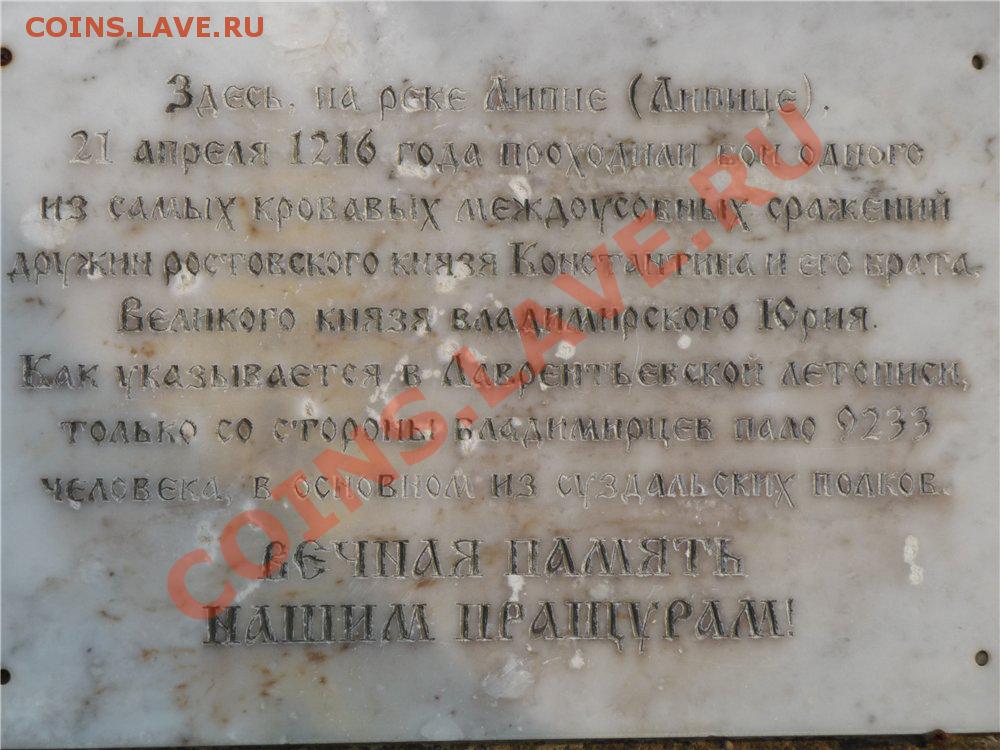 COINS.LAVE.RU
Здесь, на реке Липне (Липице),
21 апреля 1216 года проходили бои одного
из самых кровавых междоусобных сражений
дружин ростовского князя Константина и его брата,
Великого князя владимирского Юрия.
Как указывается в Лаврентьевской летописи,
только со стороны владимирцев пало 9233
человека, в основном из суздальских полков.
ВЕЧНАЯ ПАМЯТЬ
НАШИМ ПРАЩУРАМ!
COINS.LAVE.RU